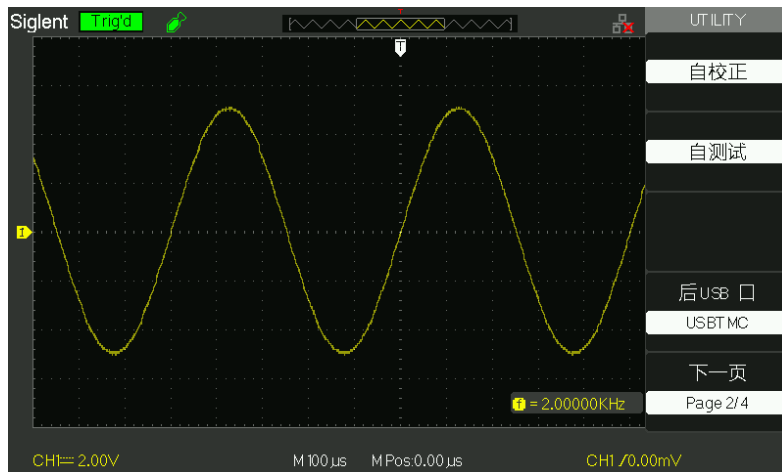 Siglent Trig'd T UTILITY
T
自校正
自测试
1
后USB 口
USBTMC
下一页
f = 2.00000KHz Page 2/4
CH1 2.00V M 100µs M Pos:0.00µs CH1 0.00mV